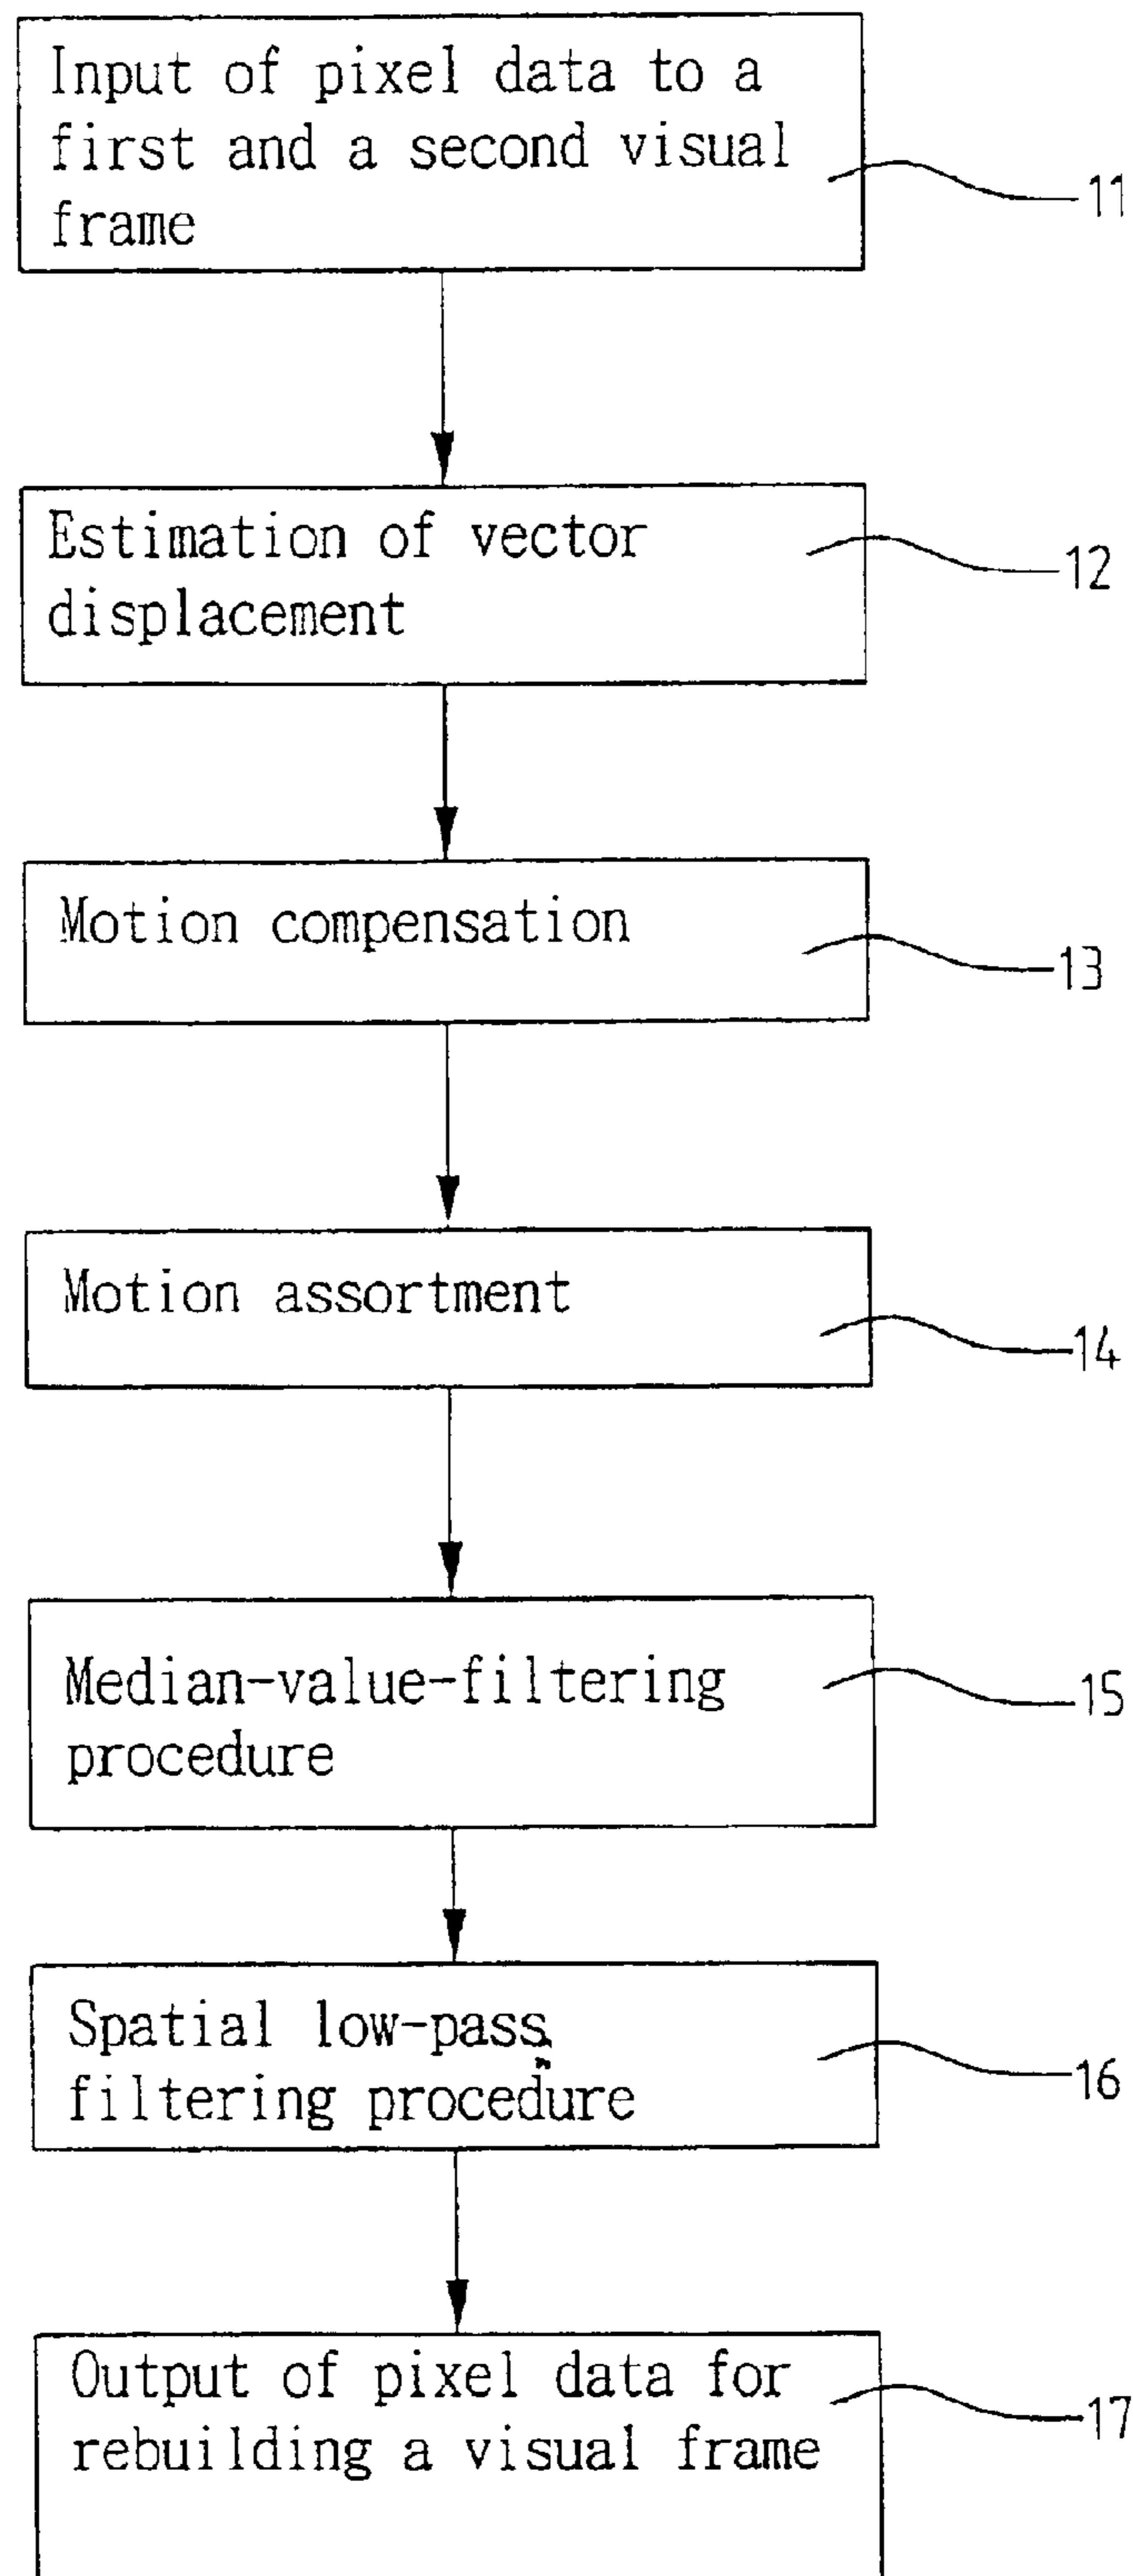 Input of pixel data to a
first and a second visual
frame
11
Estimation of vector
displacement
12
Motion compensation
13
Motion assortment
14
Median-value-filtering
procedure
15
Spatial low-pass
filtering procedure
16
Output of pixel data for
rebuilding a visual frame
17